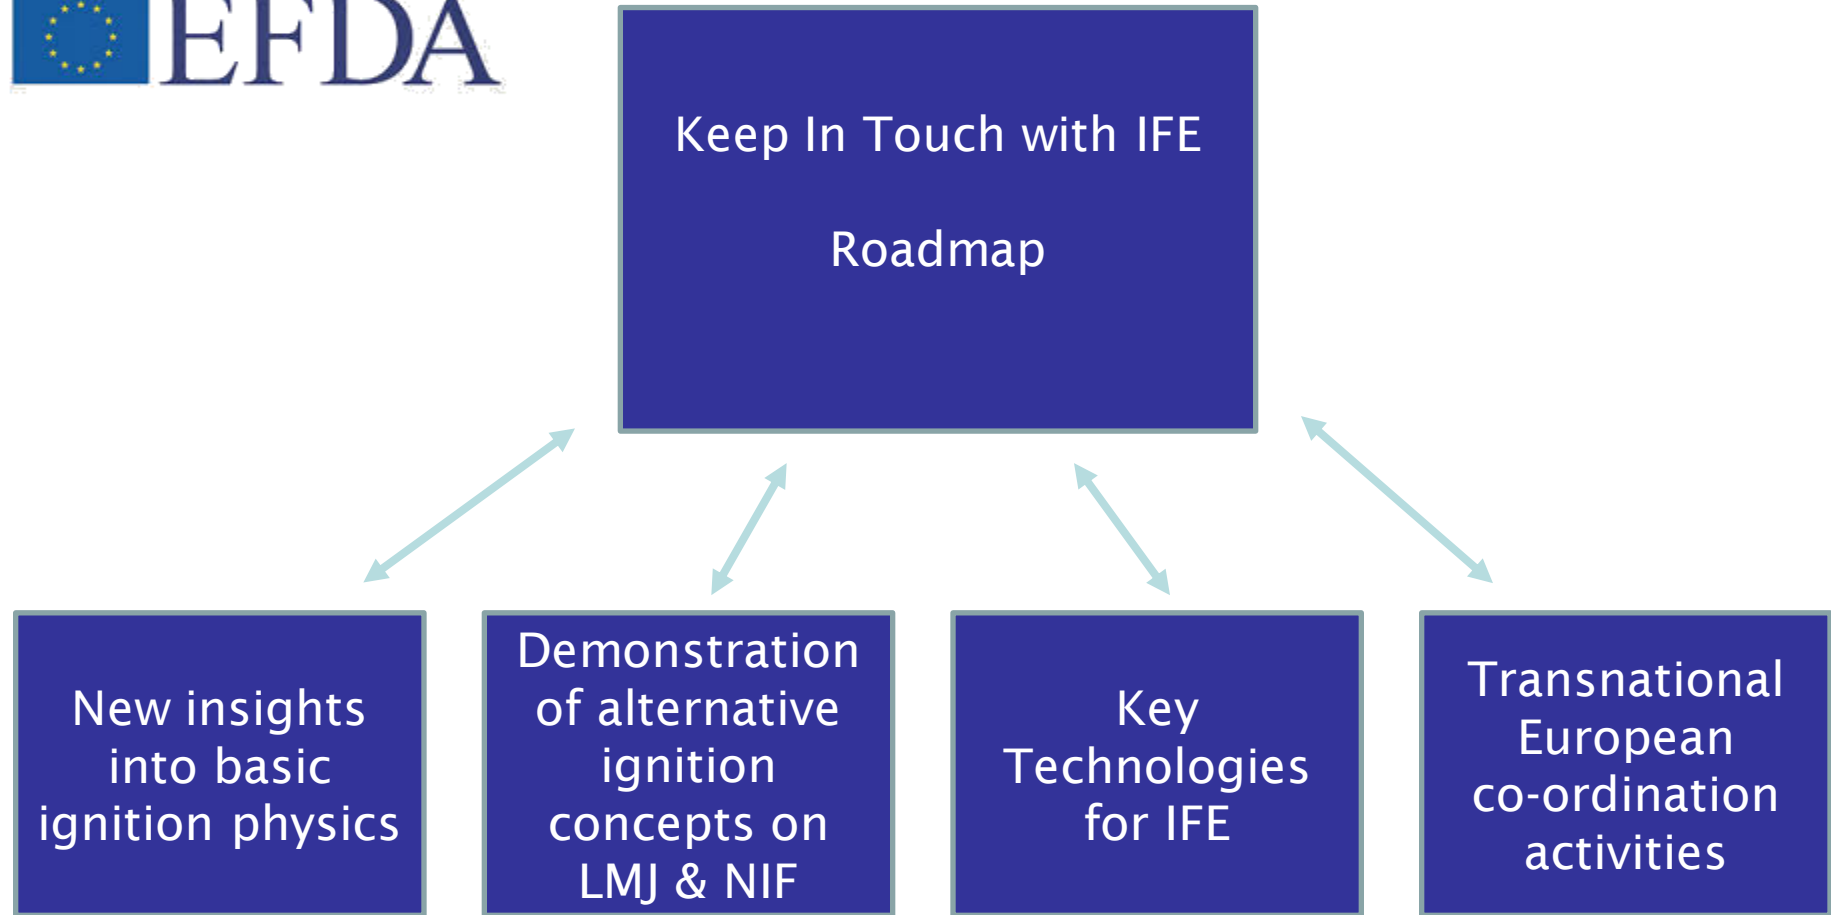 EFDA
Keep In Touch with IFE
Roadmap
New insights
into basic
ignition physics
Demonstration
of alternative
ignition
concepts on
LMJ & NIF
Key
Technologies
for IFE
Transnational
European
co-ordination
activities